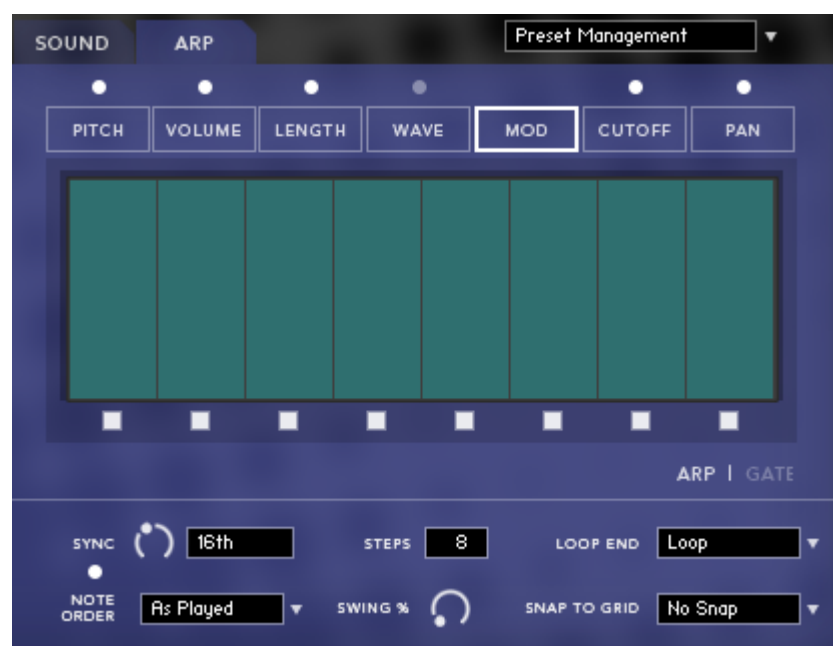 SOUND ARP Preset Management
PITCH VOLUME LENGTH WAVE MOD CUTOFF PAN
ARP | GATE
SYNC 16th STEPS 8 LOOP END Loop
NOTE ORDER As Played SWING % SNAP TO GRID No Snap